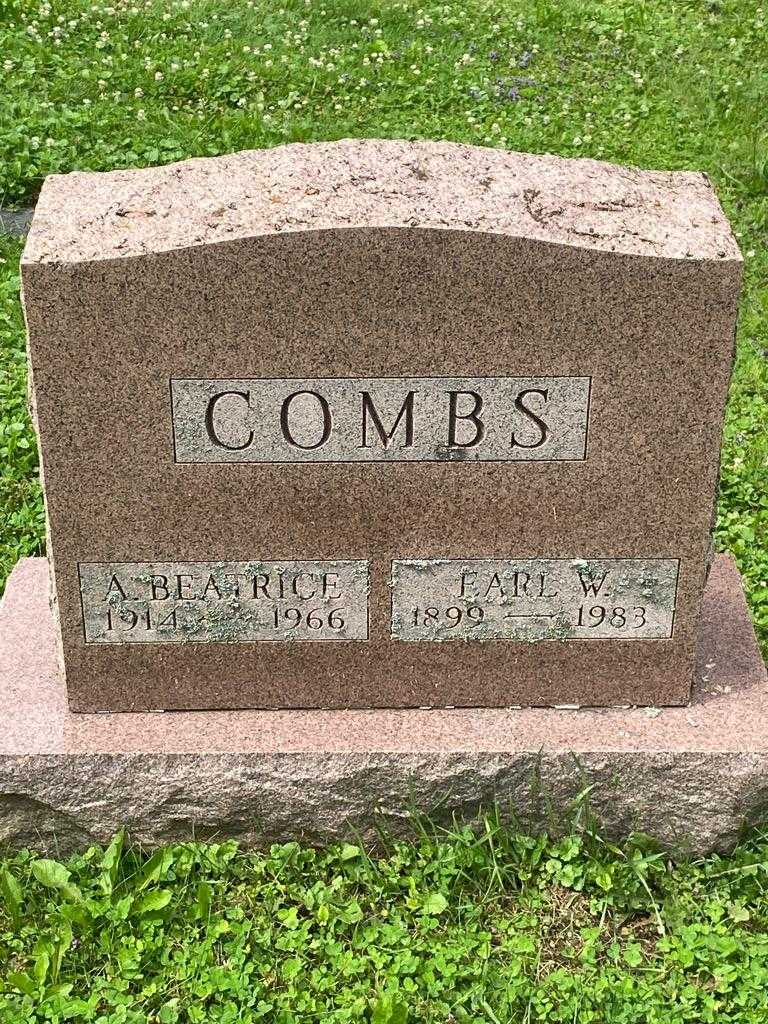 COMBS
A. BEATRICE
1914 — 1966
EARL W.
1899 — 1983